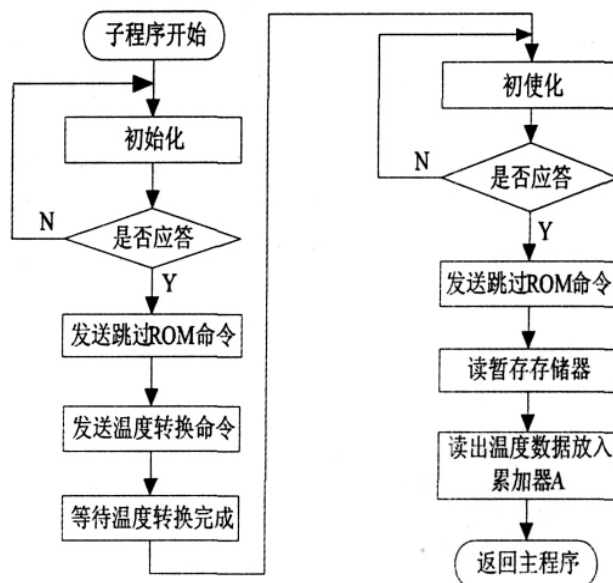 子程序开始
初始化
N
是否应答
Y
发送跳过ROM命令
发送温度转换命令
等待温度转换完成
初使化
N
是否应答
Y
发送跳过ROM命令
读暂存存储器
读出温度数据放入
累加器A
返回主程序